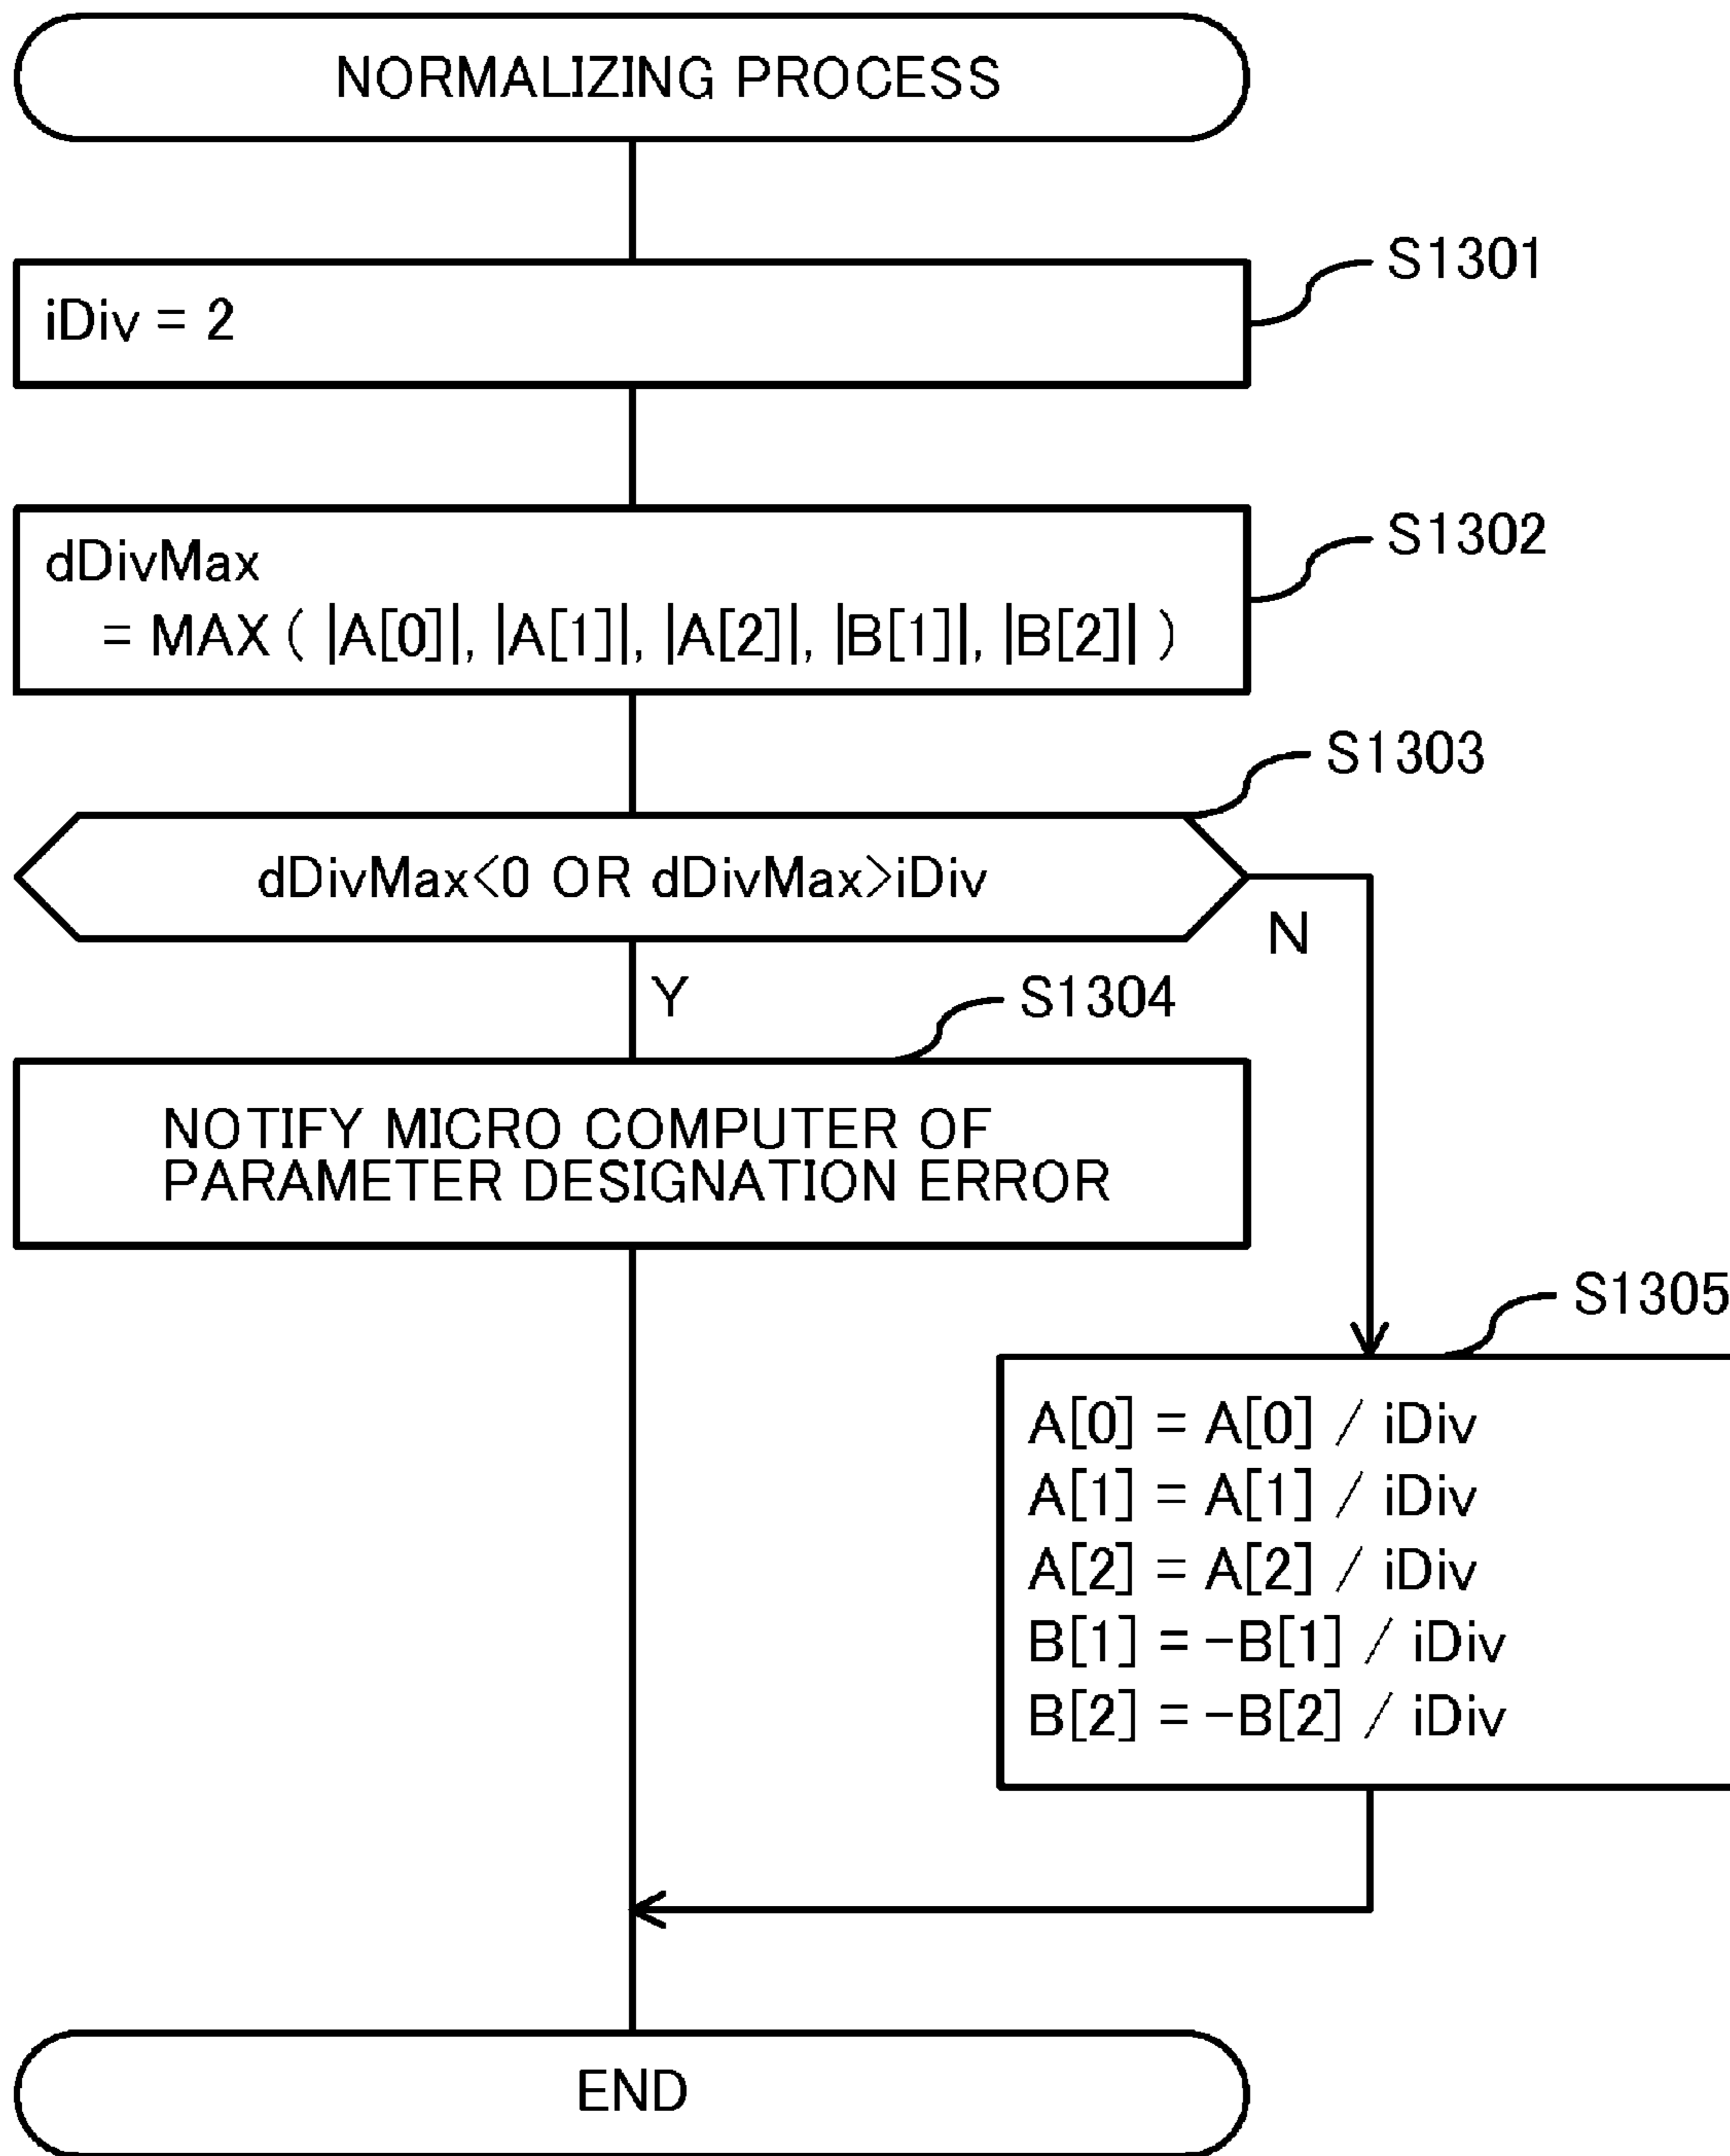 NORMALIZING PROCESS
S1301
iDiv = 2
S1302
dDivMax
= MAX ( |A[0]|, |A[1]|, |A[2]|, |B[1]|, |B[2]| )
S1303
dDivMax<0 OR dDivMax>iDiv
N
Y
S1304
NOTIFY MICRO COMPUTER OF
PARAMETER DESIGNATION ERROR
S1305
A[0] = A[0] / iDiv
A[1] = A[1] / iDiv
A[2] = A[2] / iDiv
B[1] = -B[1] / iDiv
B[2] = -B[2] / iDiv
END